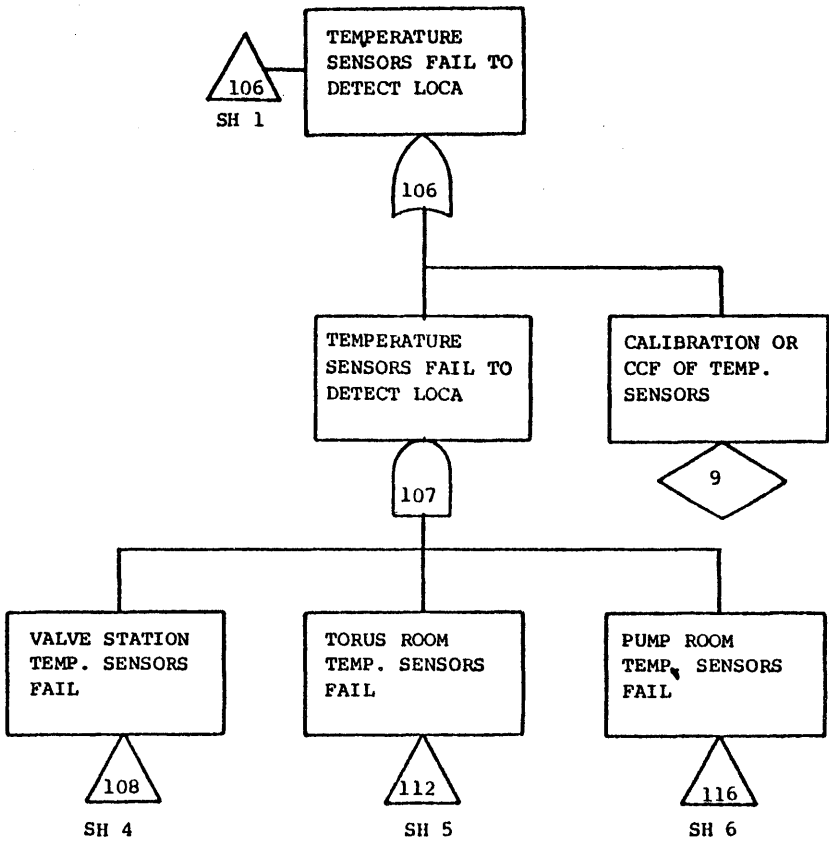 TEMPERATURE
SENSORS FAIL TO
DETECT LOCA
106
SH 1
106
TEMPERATURE
SENSORS FAIL TO
DETECT LOCA
CALIBRATION OR
CCF OF TEMP.
SENSORS
107
9
VALVE STATION
TEMP. SENSORS
FAIL
TORUS ROOM
TEMP. SENSORS
FAIL
PUMP ROOM
TEMP. SENSORS
FAIL
108
112
116
SH 4
SH 5
SH 6